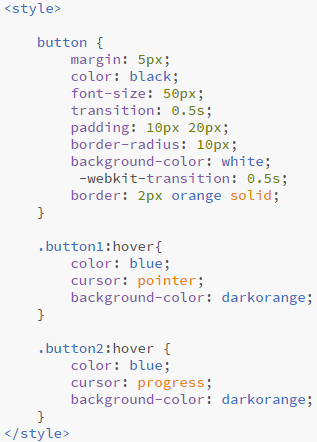 <style>
button {
margin: 5px;
color: black;
font-size: 50px;
transition: 0.5s;
padding: 10px 20px;
border-radius: 10px;
background-color: white;
-webkit-transition: 0.5s;
border: 2px orange solid;
}
.button1:hover{
color: blue;
cursor: pointer;
background-color: darkorange;
}
.button2:hover {
color: blue;
cursor: progress;
background-color: darkorange;
}
</style>